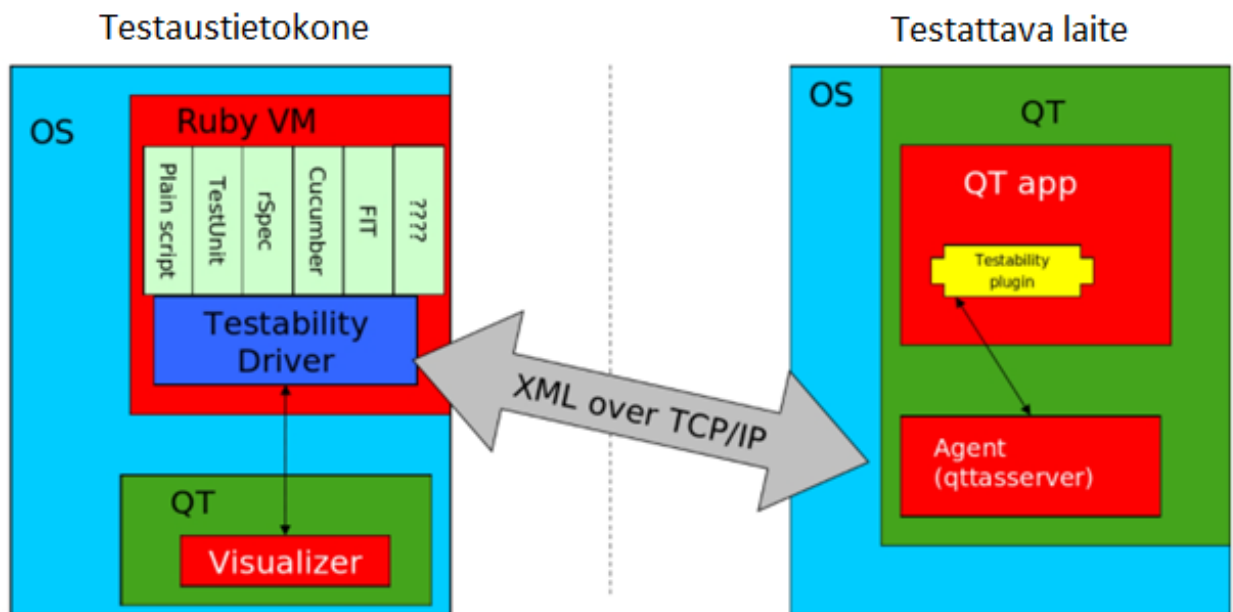 Testaustietokone
Testattava laite
OS
Ruby VM
Plain script
TestUnit
rSpec
Cucumber
FIT
????
Testability
Driver
QT
Visualizer
XML over TCP/IP
OS
QT
QT app
Testability
plugin
Agent
(qttasserver)